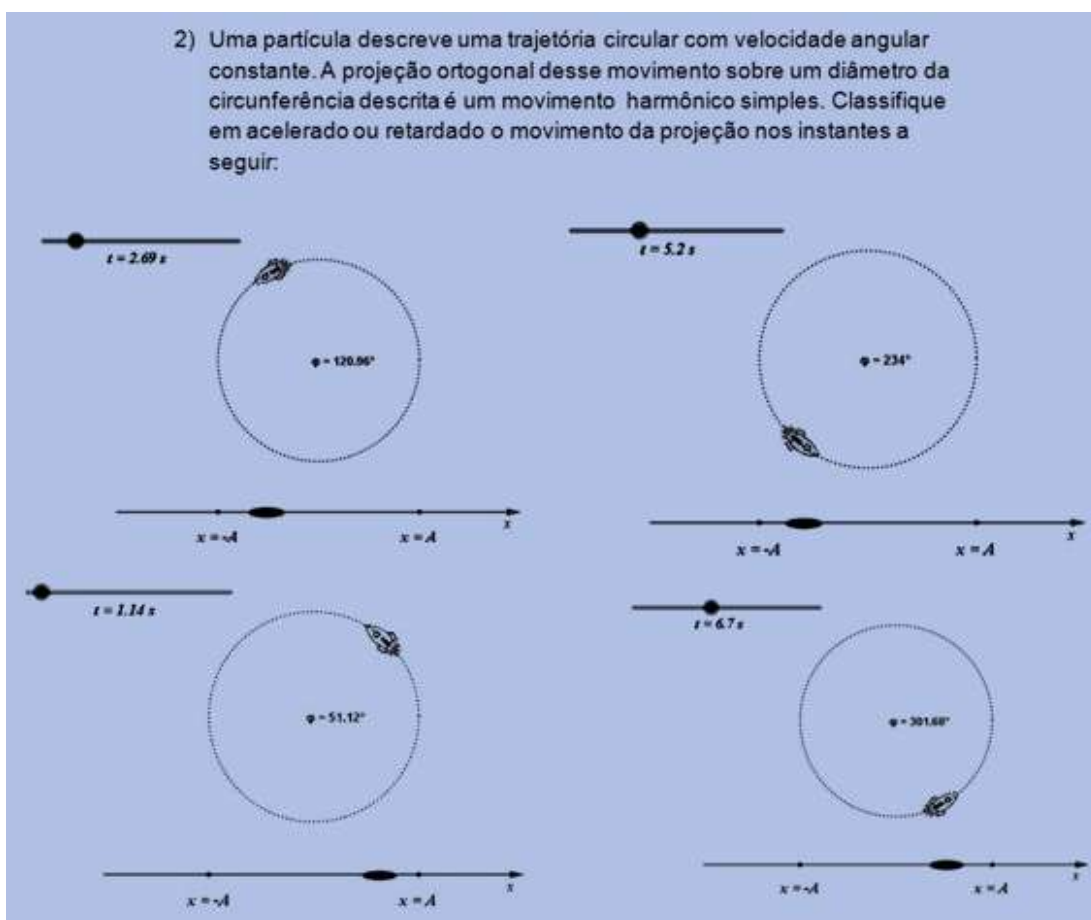 2) Uma partícula descreve uma trajetória circular com velocidade angular
constante. A projeção ortogonal desse movimento sobre um diâmetro da
circunferência descrita é um movimento harmônico simples. Classifique
em acelerado ou retardado o movimento da projeção nos instantes a
seguir:
t = 2.69 s
φ = 120.96°
x = -A
x = A
x
t = 5.2 s
φ = 234°
x = -A
x = A
x
t = 1.14 s
φ = 51.12°
x = -A
x = A
x
t = 6.7 s
φ = 301.68°
x = -A
x = A
x